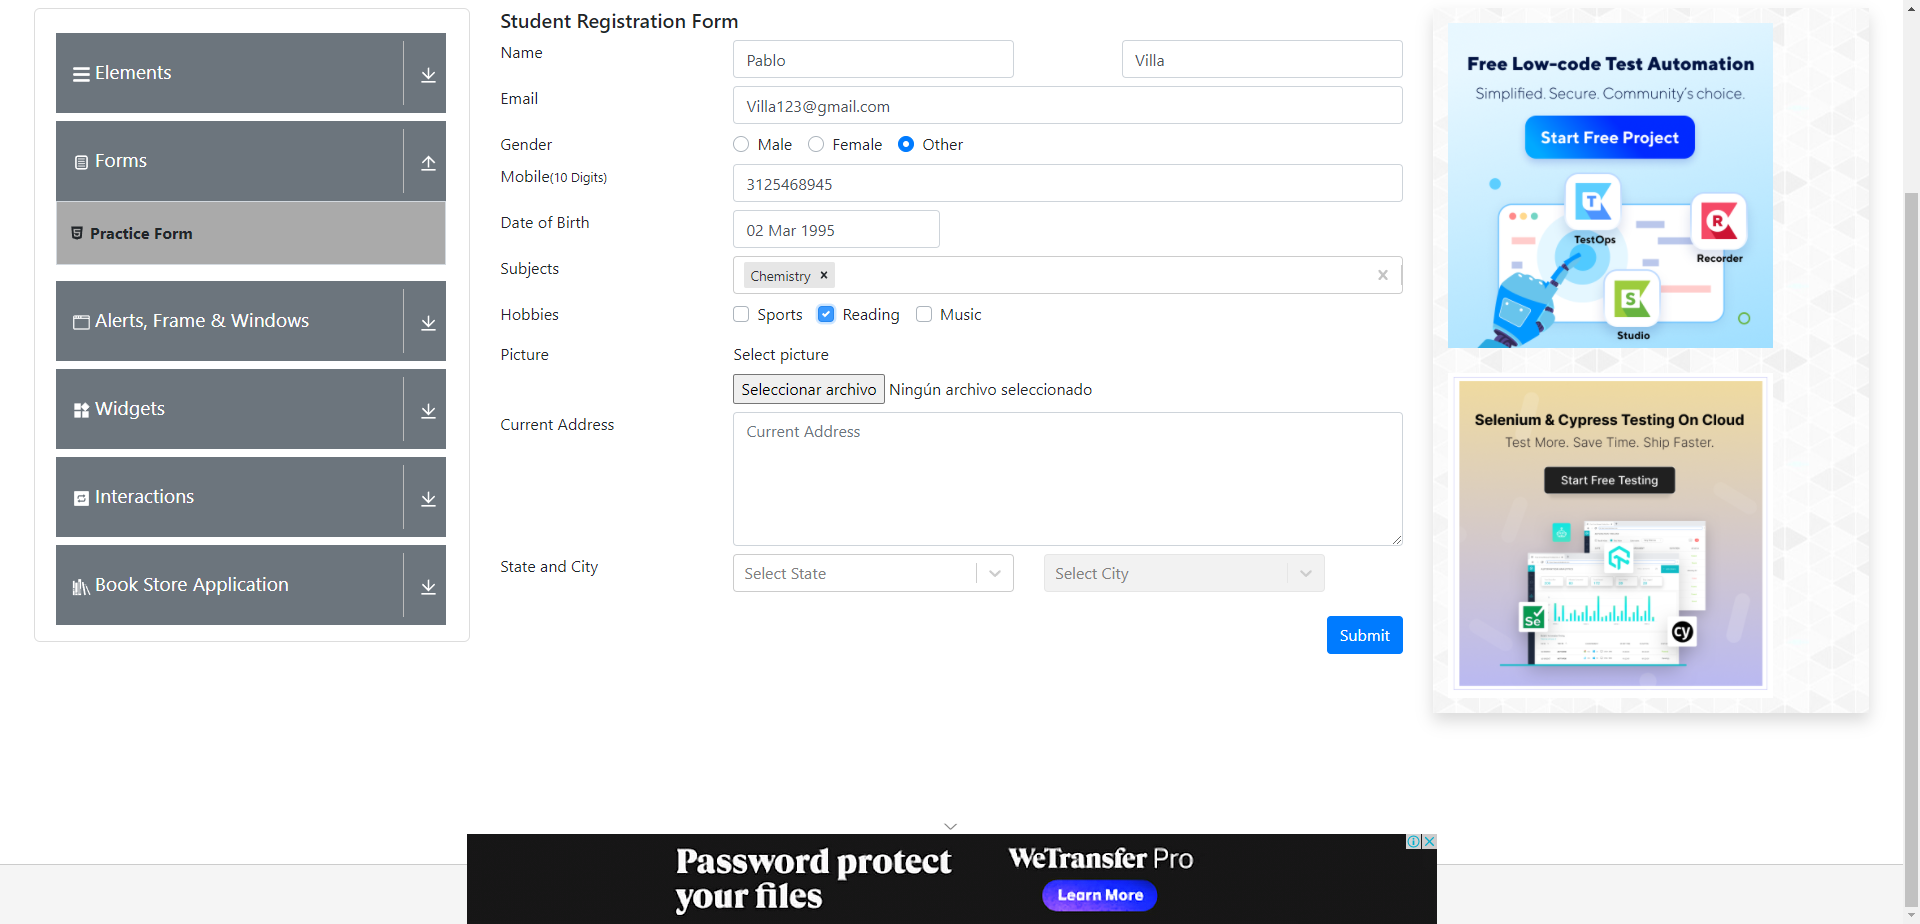 Elements
Forms
Practice Form
Alerts, Frame & Windows
Widgets
Interactions
Book Store Application
Student Registration Form
Name
Pablo
Villa
Email
Villa123@gmail.com
Gender
Male
Female
Other
Mobile(10 Digits)
3125468945
Date of Birth
02 Mar 1995
Subjects
Chemistry
Hobbies
Sports
Reading
Music
Picture
Select picture
Seleccionar archivo
Ningún archivo seleccionado
Current Address
Current Address
State and City
Select State
Select City
Submit
Free Low-code Test Automation
Simplified. Secure. Community's choice.
Start Free Project
T
TestOps
R
Recorder
S
Studio
Selenium & Cypress Testing On Cloud
Test More. Save Time. Ship Faster.
Start Free Testing
Se
cy
Password protect
your files
WeTransfer Pro
Learn More